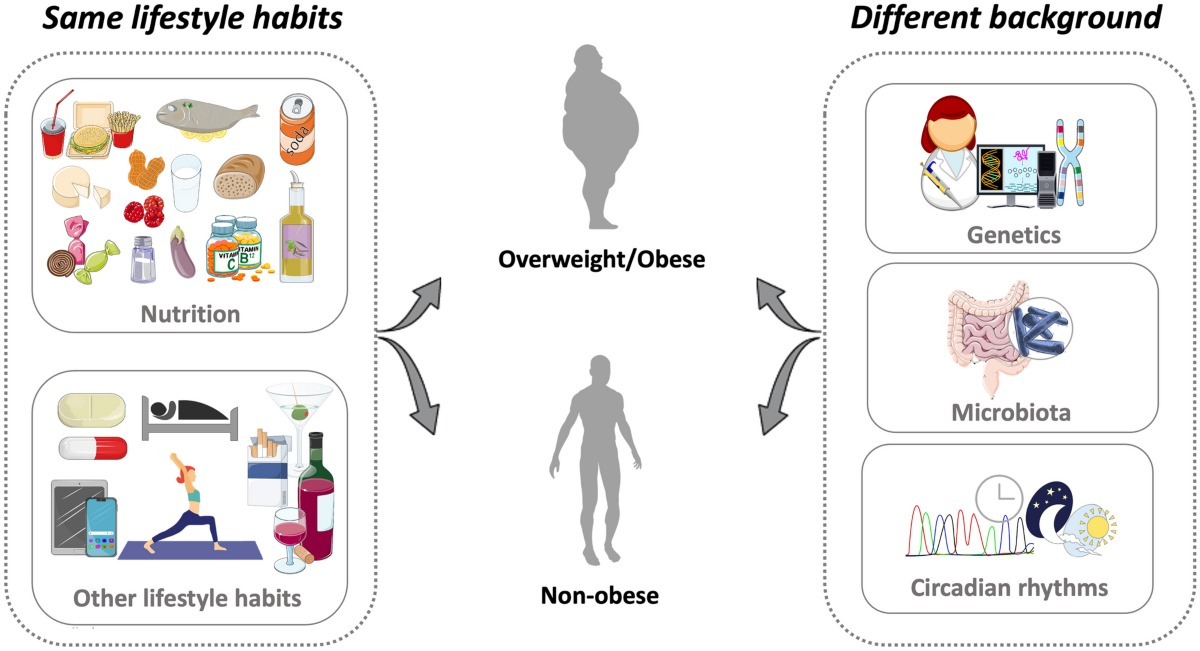 Same lifestyle habits
Different background
soda
VITAMIN
C
VITAMIN
B12
Nutrition
Other lifestyle habits
Overweight/Obese
Non-obese
Genetics
Microbiota
Circadian rhythms